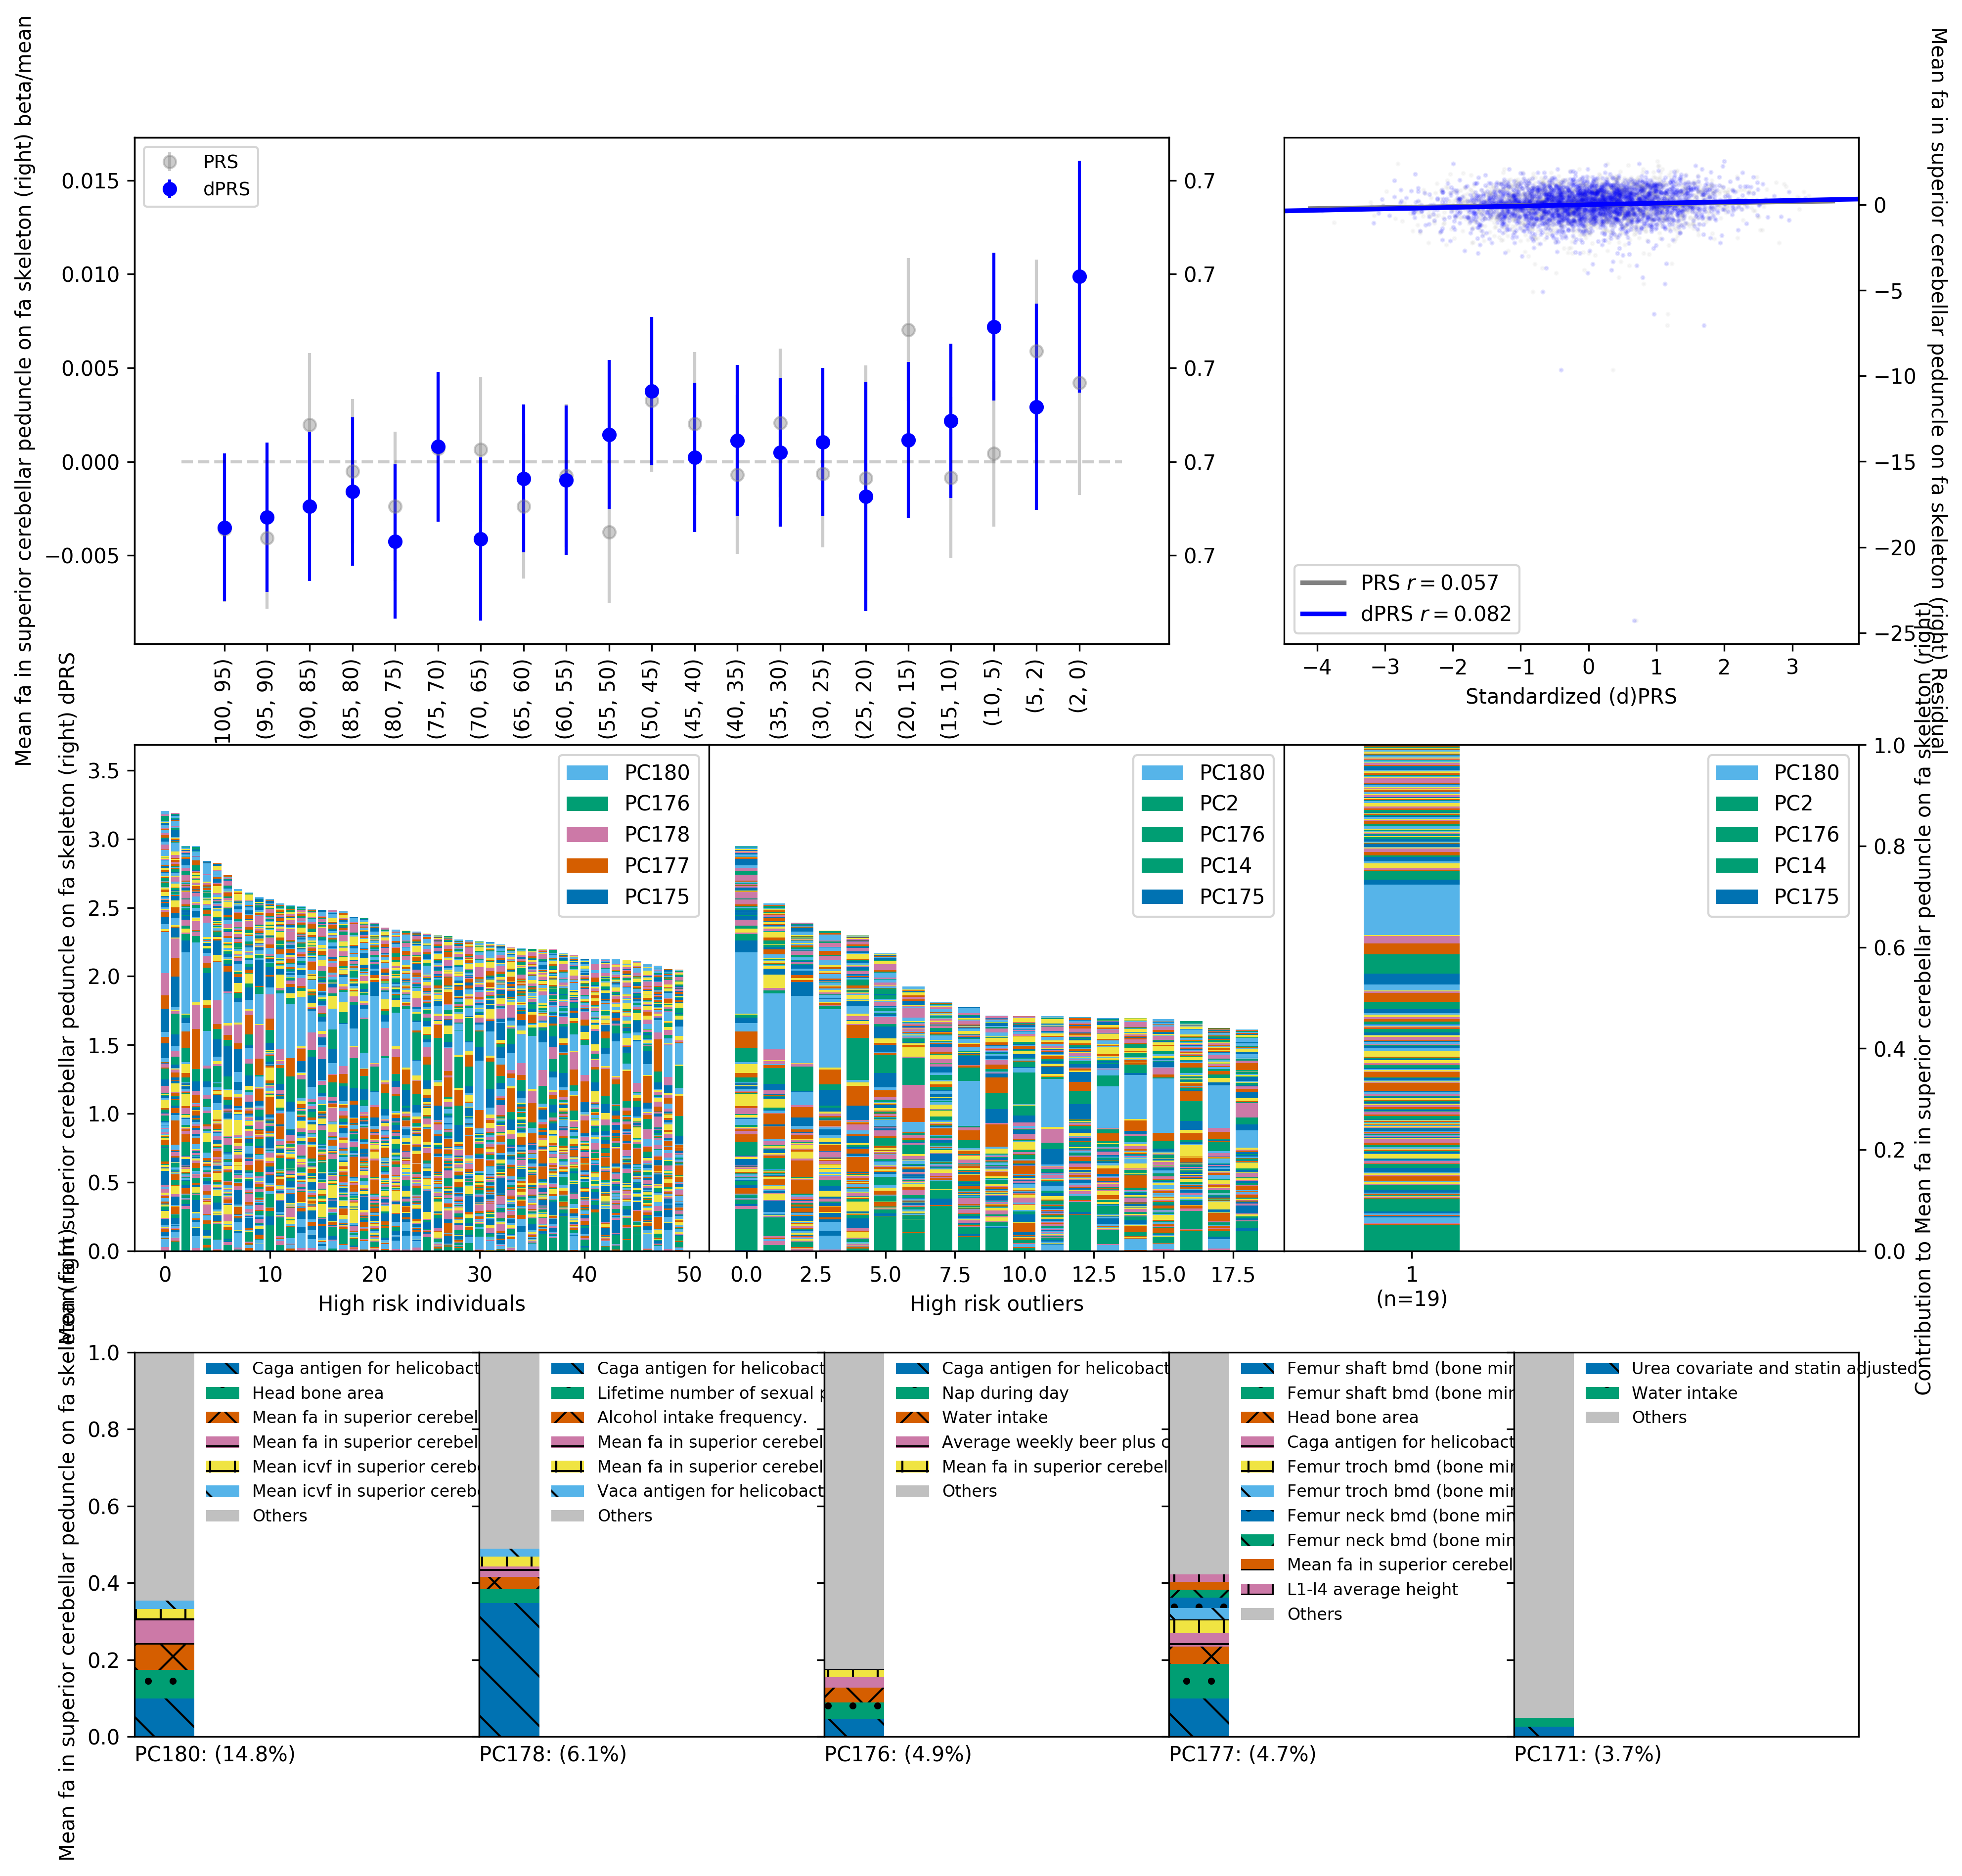 Mean fa in superior cerebellar peduncle on fa skeleton (right) beta/mean
0.015
0.010
0.005
0.000
−0.005
PRS
dPRS
0.7
0.7
0.7
0.7
0.7
100, 95)
(95, 90)
(90, 85)
(85, 80)
(80, 75)
(75, 70)
(70, 65)
(65, 60)
(60, 55)
(55, 50)
(50, 45)
(45, 40)
(40, 35)
(35, 30)
(30, 25)
(25, 20)
(20, 15)
(15, 10)
(10, 5)
(5, 2)
(2, 0)
Mean fa in superior cerebellar peduncle on fa skeleton (right) Residual
0
−5
−10
−15
−20
−25
PRS r = 0.057
dPRS r = 0.082
−4
−3
−2
−1
0
1
2
3
Standardized (d)PRS
Mean fa in superior cerebellar peduncle on fa skeleton (right) dPRS
3.5
3.0
2.5
2.0
1.5
1.0
0.5
0.0
PC180
PC176
PC178
PC177
PC175
0
10
20
30
40
50
High risk individuals
PC180
PC2
PC176
PC14
PC175
0.0
2.5
5.0
7.5
10.0
12.5
15.0
17.5
High risk outliers
PC180
PC2
PC176
PC14
PC175
1
(n=19)
1.0
0.8
0.6
0.4
0.2
0.0
Contribution to Mean fa in superior cerebellar peduncle on fa skeleton (right)
Mean fa in superior cerebellar peduncle on fa skeleton (right)
1.0
0.8
0.6
0.4
0.2
0.0
Caga antigen for helicobact
Head bone area
Mean fa in superior cerebel
Mean fa in superior cerebel
Mean icvf in superior cereb
Mean icvf in superior cereb
Others
PC180: (14.8%)
Caga antigen for helicobact
Lifetime number of sexual p
Alcohol intake frequency.
Mean fa in superior cerebel
Mean fa in superior cerebel
Vaca antigen for helicobact
Others
PC178: (6.1%)
Caga antigen for helicobact
Nap during day
Water intake
Average weekly beer plus c
Mean fa in superior cerebel
Others
PC176: (4.9%)
Femur shaft bmd (bone min
Femur shaft bmd (bone min
Head bone area
Caga antigen for helicobact
Femur troch bmd (bone min
Femur troch bmd (bone min
Femur neck bmd (bone min
Femur neck bmd (bone min
Mean fa in superior cerebel
L1-l4 average height
Others
PC177: (4.7%)
Urea covariate and statin adjusted
Water intake
Others
PC171: (3.7%)